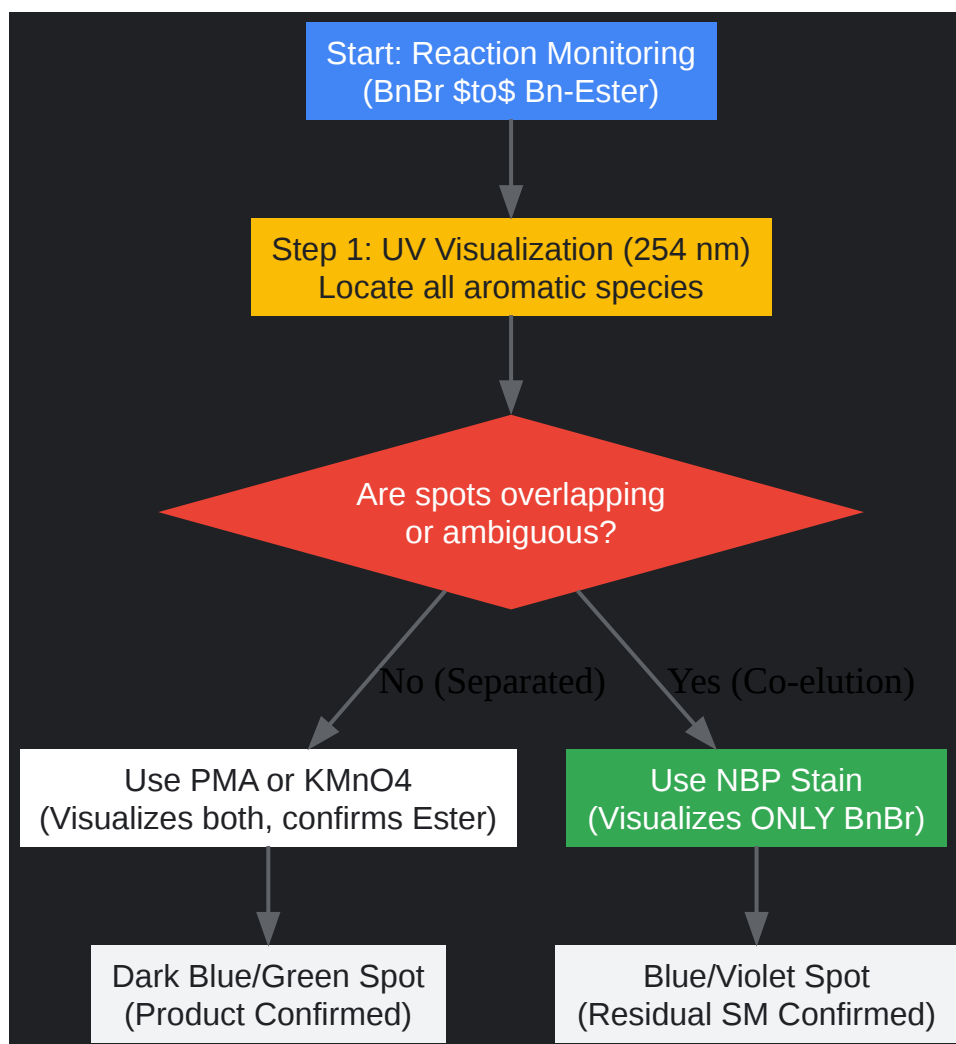 Start: Reaction Monitoring
(BnBr $to$ Bn-Ester)
Step 1: UV Visualization (254 nm)
Locate all aromatic species
Are spots overlapping
or ambiguous?
No (Separated)
Yes (Co-elution)
Use PMA or KMnO4
(Visualizes both, confirms Ester)
Use NBP Stain
(Visualizes ONLY BnBr)
Dark Blue/Green Spot
(Product Confirmed)
Blue/Violet Spot
(Residual SM Confirmed)